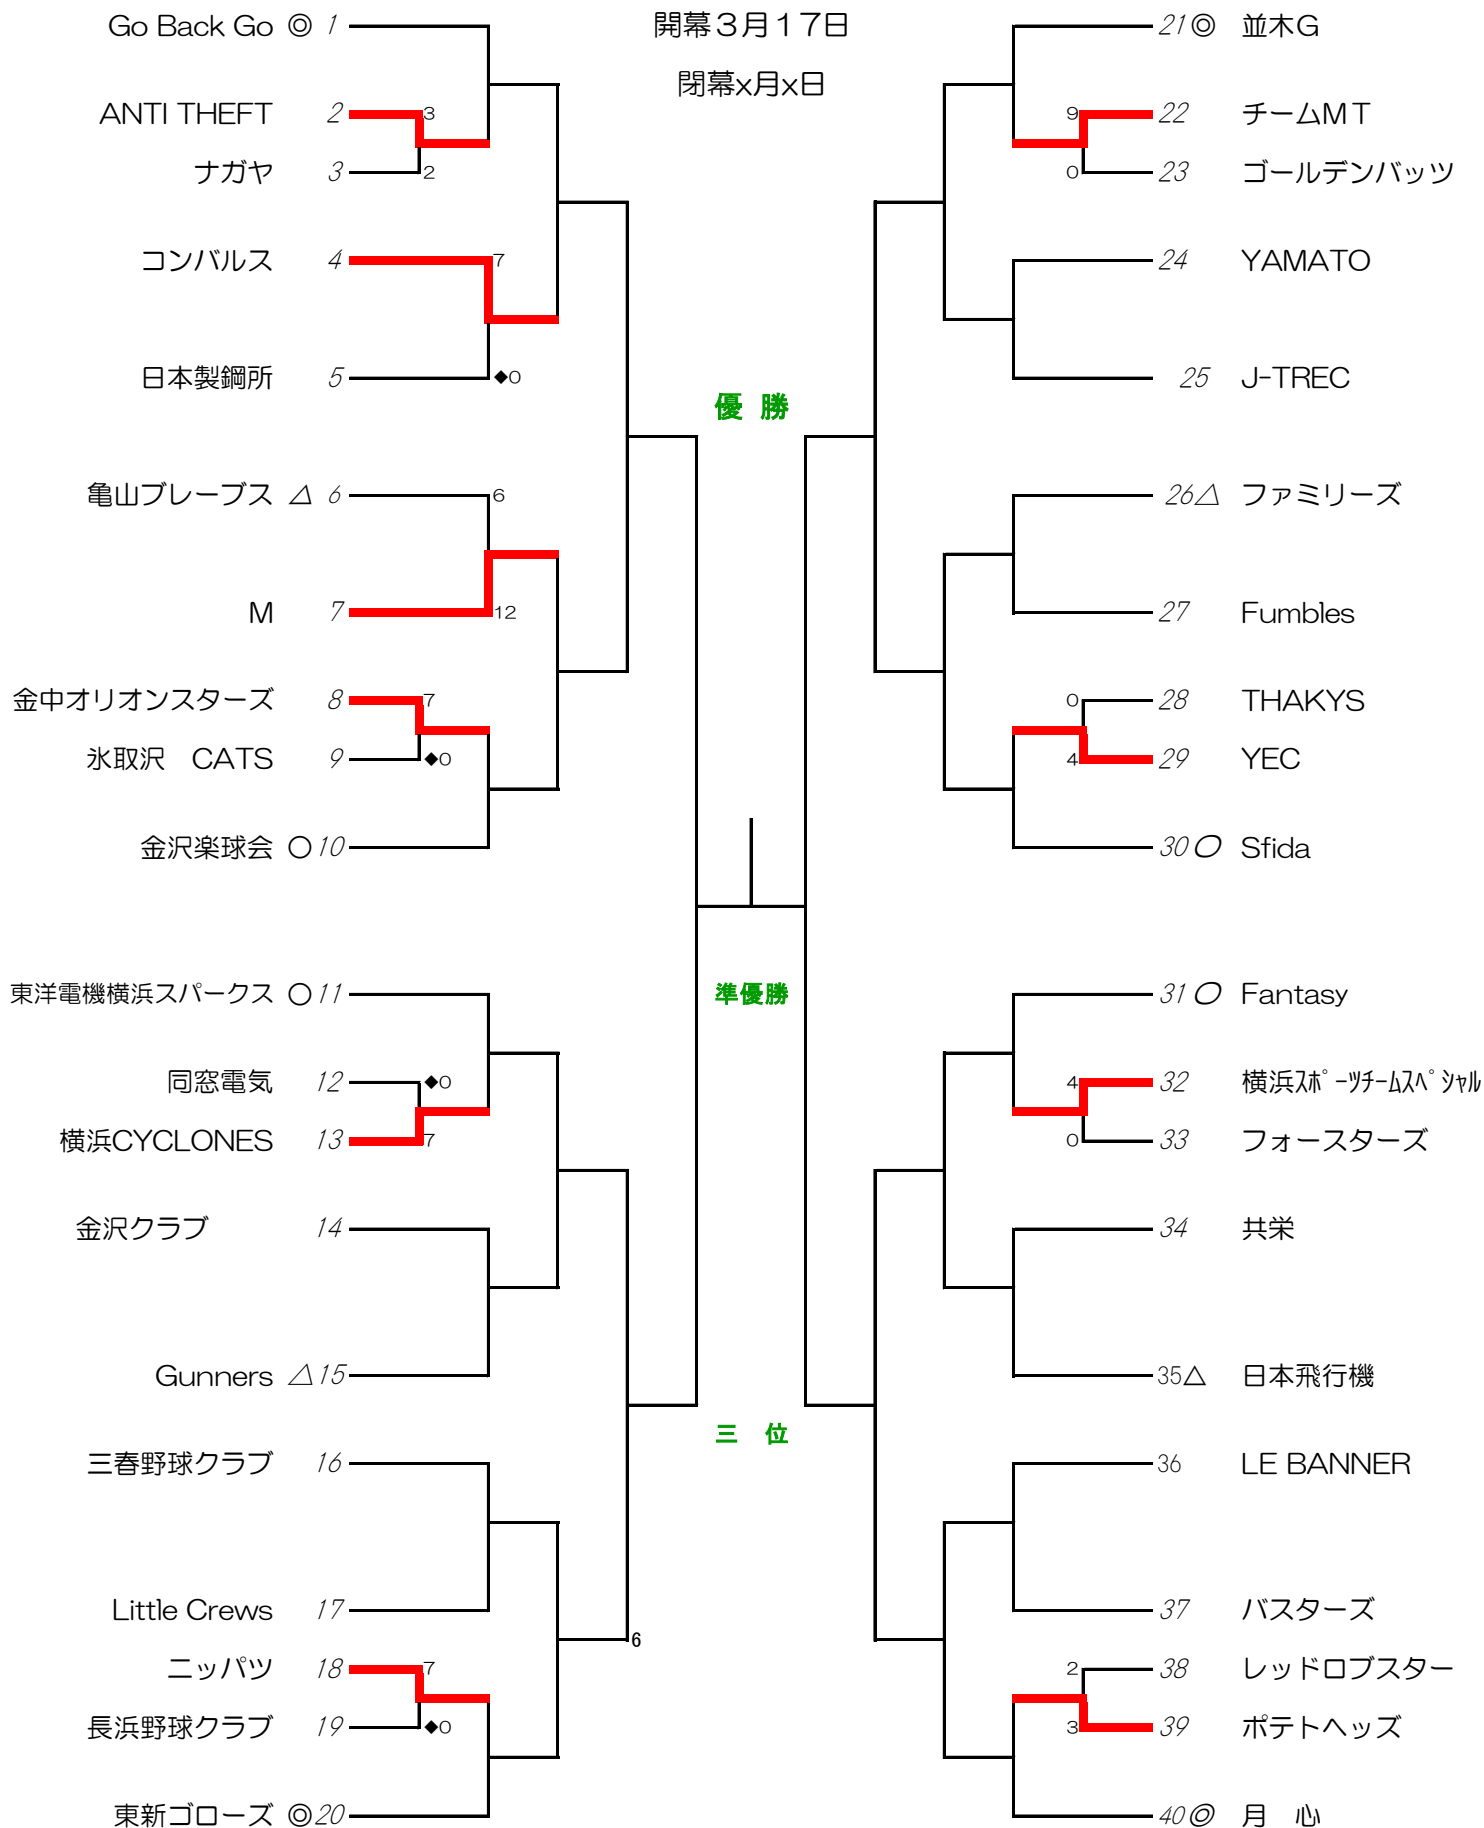 開幕３月１７日
閉幕x月x日
Go Back Go ◎ 1
ANTI THEFT 2 3
ナガヤ 3 2
コンバルス 4 7
日本製鋼所 5 ◆0
亀山ブレーブス △ 6 6
M 7 12
金中オリオンスターズ 8 7
氷取沢　CATS 9 ◆0
金沢楽球会 ○ 10
東洋電機横浜スパークス ○ 11
同窓電気 12 ◆0
横浜CYCLONES 13 7
金沢クラブ 14
Gunners △ 15
三春野球クラブ 16
Little Crews 17
6
ニッパツ 18 7
長浜野球クラブ 19 ◆0
東新ゴローズ ◎ 20
優 勝
準優勝
三　位
21 ◎ 並木G
9 22 チームMT
0 23 ゴールデンバッツ
24 YAMATO
25 J-TREC
26 △ ファミリーズ
27 Fumbles
0 28 THAKYS
4 29 YEC
30 ○ Sfida
31 ○ Fantasy
4 32 横浜ｽﾎﾟｰﾂチームｽﾍﾟｼｬﾙ
0 33 フォースターズ
34 共栄
35△ 日本飛行機
36 LE BANNER
37 バスターズ
2 38 レッドロブスター
3 39 ポテトヘッズ
40 ◎ 月　心